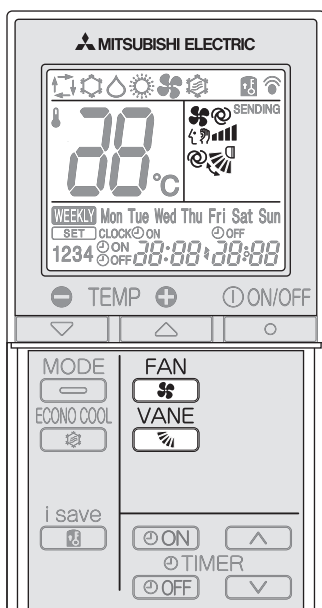 MITSUBISHI ELECTRIC
SENDING
88°C
WEEKLY Mon Tue Wed Thu Fri Sat Sun
SET CLOCK ON OFF
1234 ON OFF 88:88 88:88
TEMP ON/OFF
MODE FAN
ECONO COOL VANE
i save
ON
TIMER
OFF